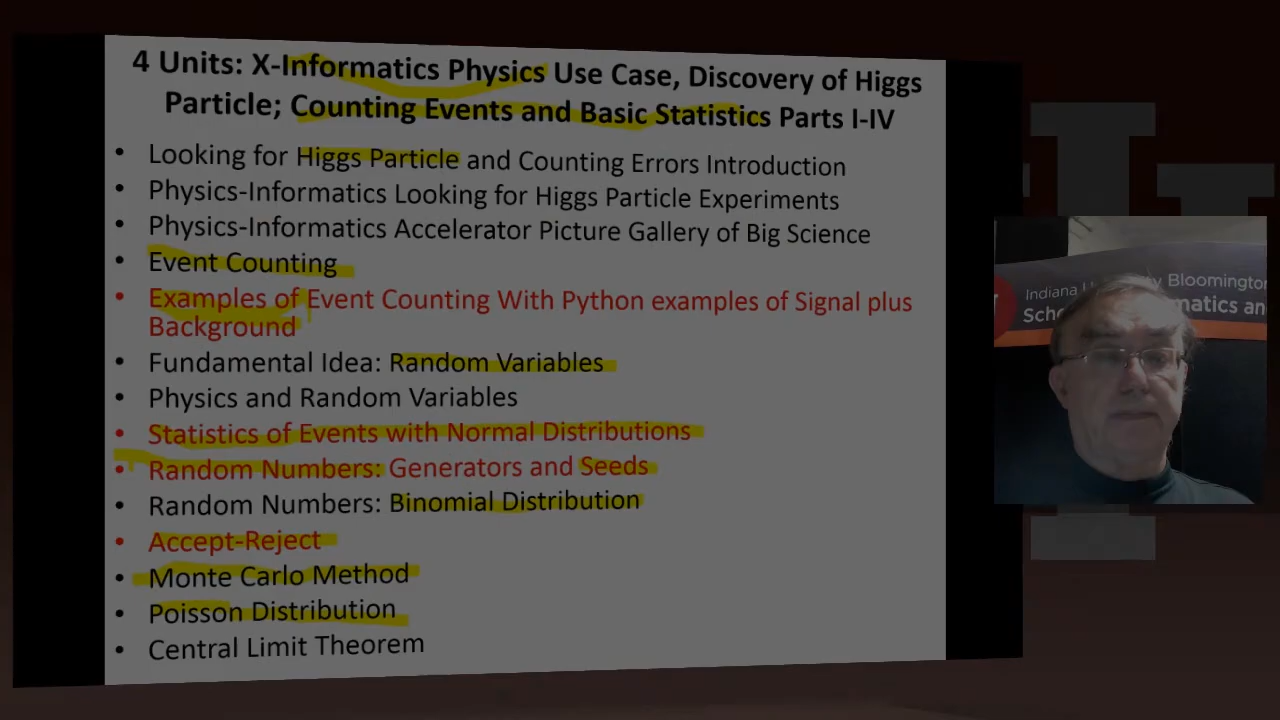 4 Units: X-Informatics Physics Use Case, Discovery of Higgs
Particle; Counting Events and Basic Statistics Parts I-IV
• Looking for Higgs Particle and Counting Errors Introduction
• Physics-Informatics Looking for Higgs Particle Experiments
• Physics-Informatics Accelerator Picture Gallery of Big Science
• Event Counting
• Examples of Event Counting With Python examples of Signal plus
Background
• Fundamental Idea: Random Variables
• Physics and Random Variables
• Statistics of Events with Normal Distributions
• Random Numbers: Generators and Seeds
• Random Numbers: Binomial Distribution
• Accept-Reject
• Monte Carlo Method
• Poisson Distribution
• Central Limit Theorem
Indiana Bloomington